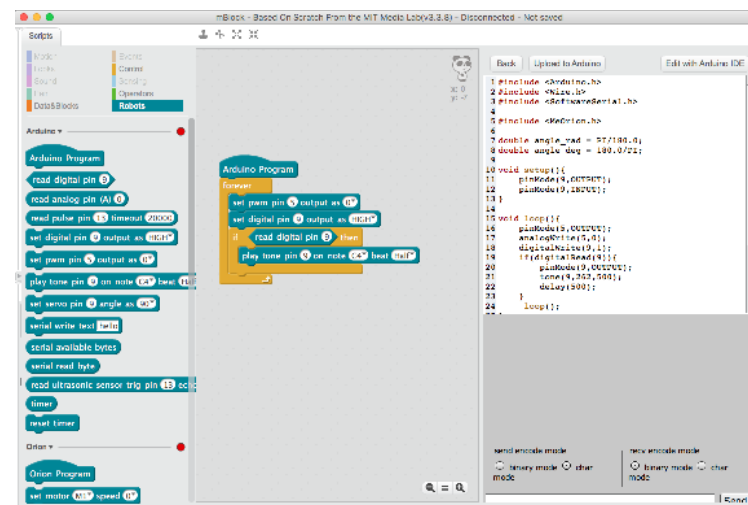 mBlock - Based On Scratch From the MIT Media Lab(v3.3.8) - Disconnected - Not saved
Scripts
Motion
Events
Looks
Control
Sound
Sensing
Pen
Operators
Data&Blocks
Robots
Arduino
Arduino Program
read digital pin 9
read analog pin (A) 0
read pulse pin 13 timeout 20000
set digital pin 9 output as HIGH
set pwm pin 5 output as 0
play tone pin 9 on note C4 beat Hal
set servo pin 9 angle as 90
serial write text hello
serial available bytes
serial read byte
read ultrasonic sensor trig pin 13 ech
timer
reset timer
Orion
Orion Program
set motor M1 speed 0
x: 0
y: -7
Arduino Program
forever
set pwm pin 5 output as 0
set digital pin 9 output as HIGH
if read digital pin 9 then
play tone pin 9 on note C4 beat Half
Back
Upload to Arduino
Edit with Arduino IDE
1 #include <Arduino.h>
2 #include <Wire.h>
3 #include <SoftwareSerial.h>
4
5 #include <MeOrion.h>
6
7 double angle_rad = PI/180.0;
8 double angle_deg = 180.0/PI;
9
10 void setup(){
11 pinMode(5,OUTPUT);
12 pinMode(9,INPUT);
13 }
14
15 void loop(){
16 pinMode(5,OUTPUT);
17 analogWrite(5,0);
18 digitalWrite(9,1);
19 if(digitalRead(9)){
20 pinMode(9,OUTPUT);
21 tone(9,262,500);
22 delay(500);
23 }
24 loop();
send encode mode
binary mode char mode
recv encode mode
binary mode char mode
Send